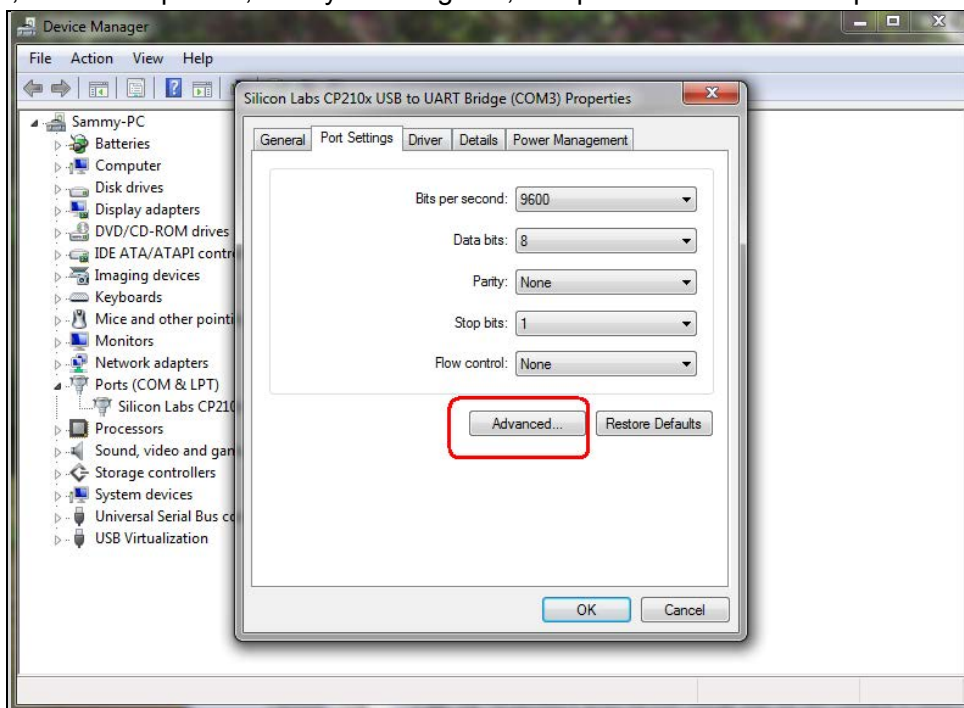 Device Manager
File Action View Help
Silicon Labs CP210x USB to UART Bridge (COM3) Properties
General Port Settings Driver Details Power Management
Sammy-PC
Batteries
Computer
Disk drives
Display adapters
DVD/CD-ROM drives
IDE ATA/ATAPI contr
Imaging devices
Keyboards
Mice and other pointi
Monitors
Network adapters
Ports (COM & LPT)
Silicon Labs CP210
Processors
Sound, video and gam
Storage controllers
System devices
Universal Serial Bus co
USB Virtualization
Bits per second: 9600
Data bits: 8
Parity: None
Stop bits: 1
Flow control: None
Advanced... Restore Defaults
OK Cancel